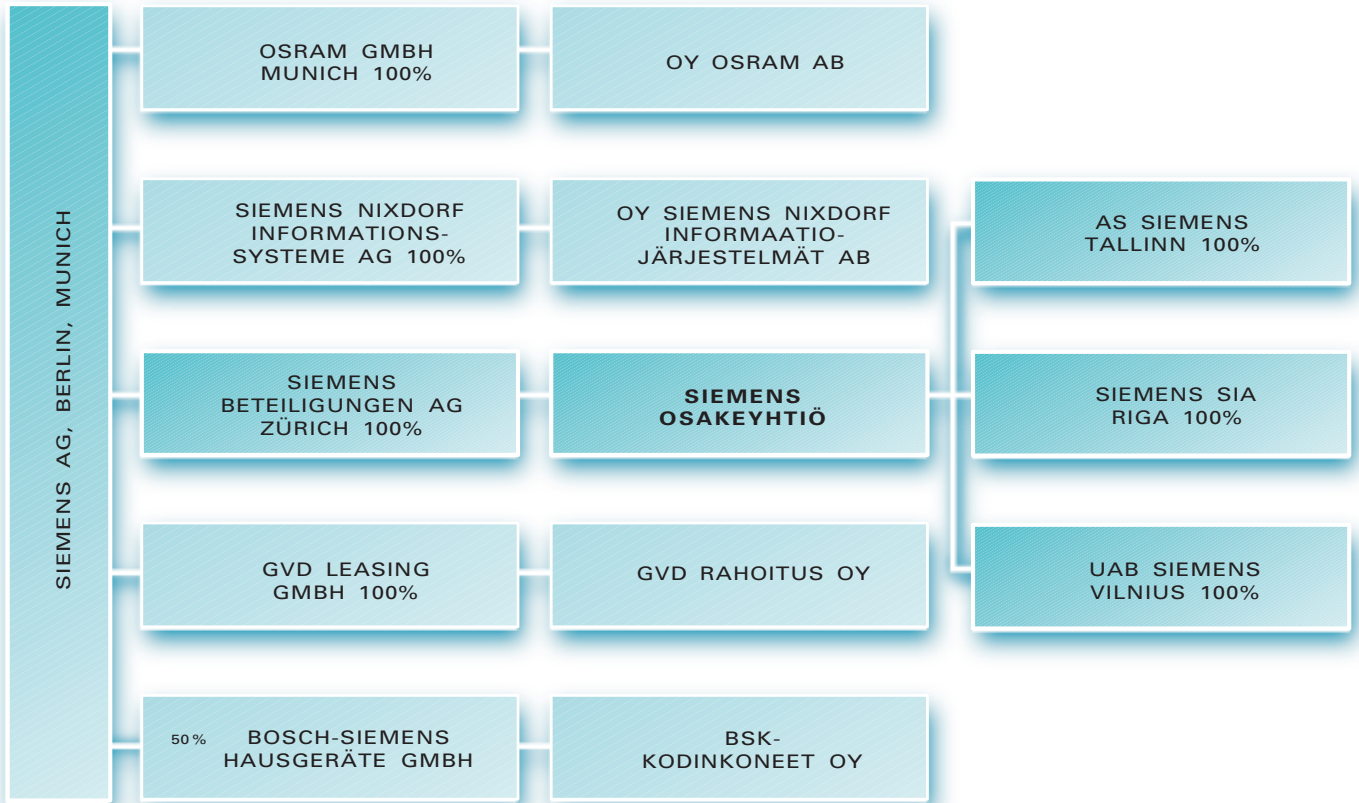 SIEMENS AG, BERLIN, MUNICH
OSRAM GMBH
MUNICH 100%
OY OSRAM AB
SIEMENS NIXDORF
INFORMATIONS-
SYSTEME AG 100%
OY SIEMENS NIXDORF
INFORMAATIO-
JÄRJESTELMÄT AB
AS SIEMENS
TALLINN 100%
SIEMENS
BETEILIGUNGEN AG
ZÜRICH 100%
SIEMENS
OSAKEYHTIÖ
SIEMENS SIA
RIGA 100%
GVD LEASING
GMBH 100%
GVD RAHOITUS OY
UAB SIEMENS
VILNIUS 100%
50% BOSCH-SIEMENS
HAUSGERÄTE GMBH
BSK-
KODINKONEET OY